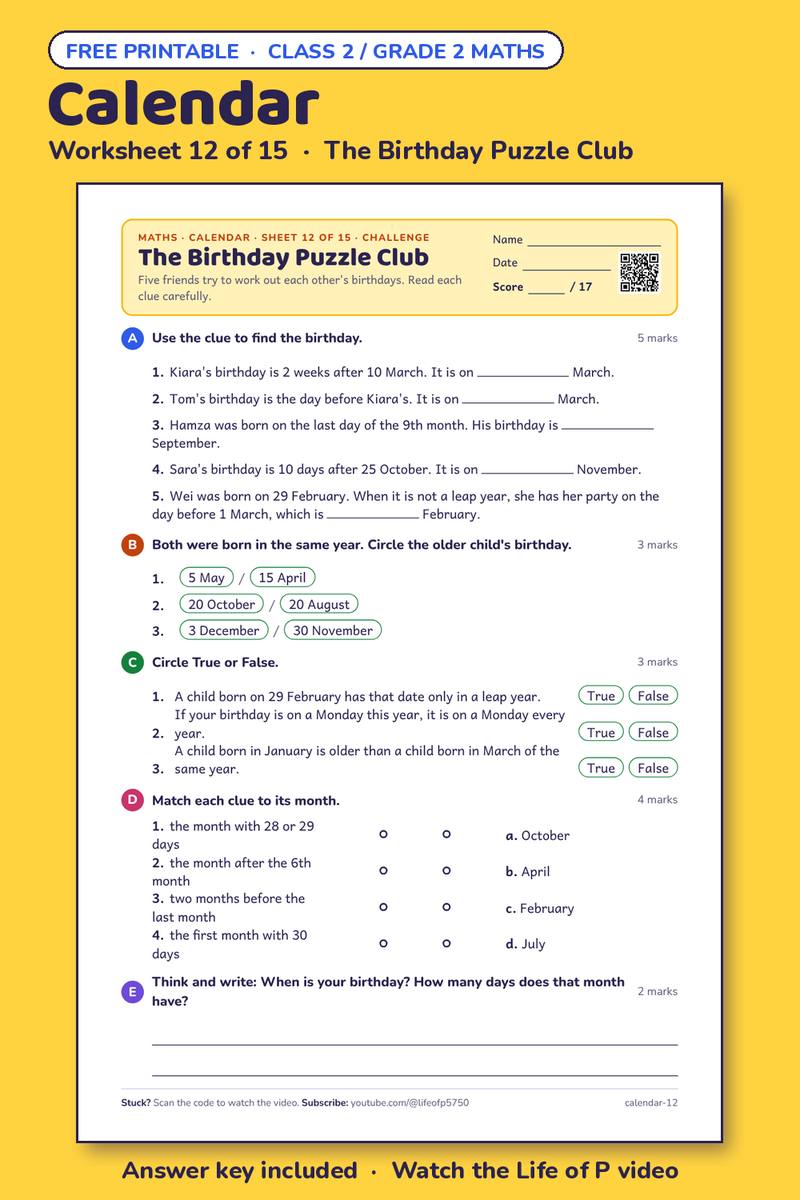 FREE PRINTABLE · CLASS 2 / GRADE 2 MATHS
Calendar
Worksheet 12 of 15 · The Birthday Puzzle Club
MATHS · CALENDAR · SHEET 12 OF 15 · CHALLENGE
The Birthday Puzzle Club
Five friends try to work out each other's birthdays. Read each
clue carefully.
Name ____
Date ____
Score ____ / 17
A Use the clue to find the birthday. 5 marks
1. Kiara's birthday is 2 weeks after 10 March. It is on ____ March.
2. Tom's birthday is the day before Kiara's. It is on ____ March.
3. Hamza was born on the last day of the 9th month. His birthday is ____
September.
4. Sara's birthday is 10 days after 25 October. It is on ____ November.
5. Wei was born on 29 February. When it is not a leap year, she has her party on the
day before 1 March, which is ____ February.
B Both were born in the same year. Circle the older child's birthday. 3 marks
1. 5 May / 15 April
2. 20 October / 20 August
3. 3 December / 30 November
C Circle True or False. 3 marks
1. A child born on 29 February has that date only in a leap year. True False
If your birthday is on a Monday this year, it is on a Monday every
2. year. True False
A child born in January is older than a child born in March of the
3. same year. True False
D Match each clue to its month. 4 marks
1. the month with 28 or 29
days
a. October
2. the month after the 6th
month
b. April
3. two months before the
last month
c. February
4. the first month with 30
days
d. July
E Think and write: When is your birthday? How many days does that month
have? 2 marks
Stuck? Scan the code to watch the video. Subscribe: youtube.com/@lifeofp5750
calendar-12
Answer key included · Watch the Life of P video